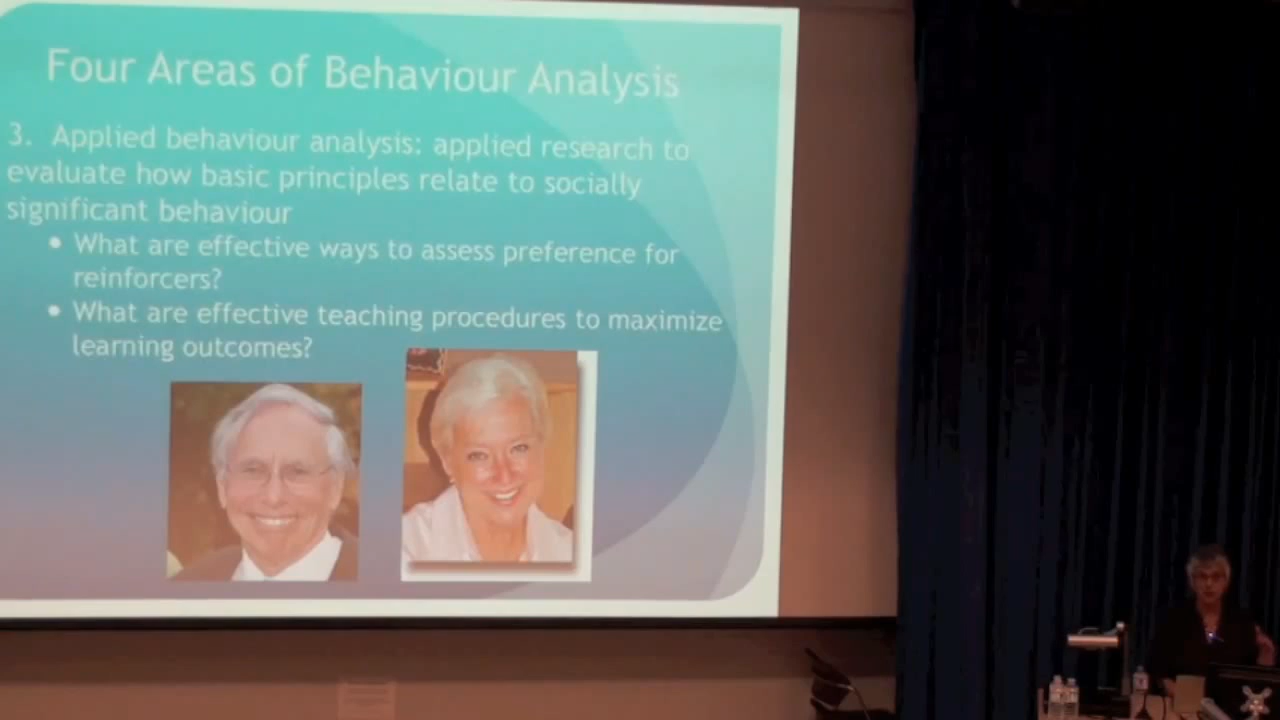 Four Areas of Behaviour Analysis
3. Applied behaviour analysis: applied research to
evaluate how basic principles relate to socially
significant behaviour
• What are effective ways to assess preference for
reinforcers?
• What are effective teaching procedures to maximize
learning outcomes?